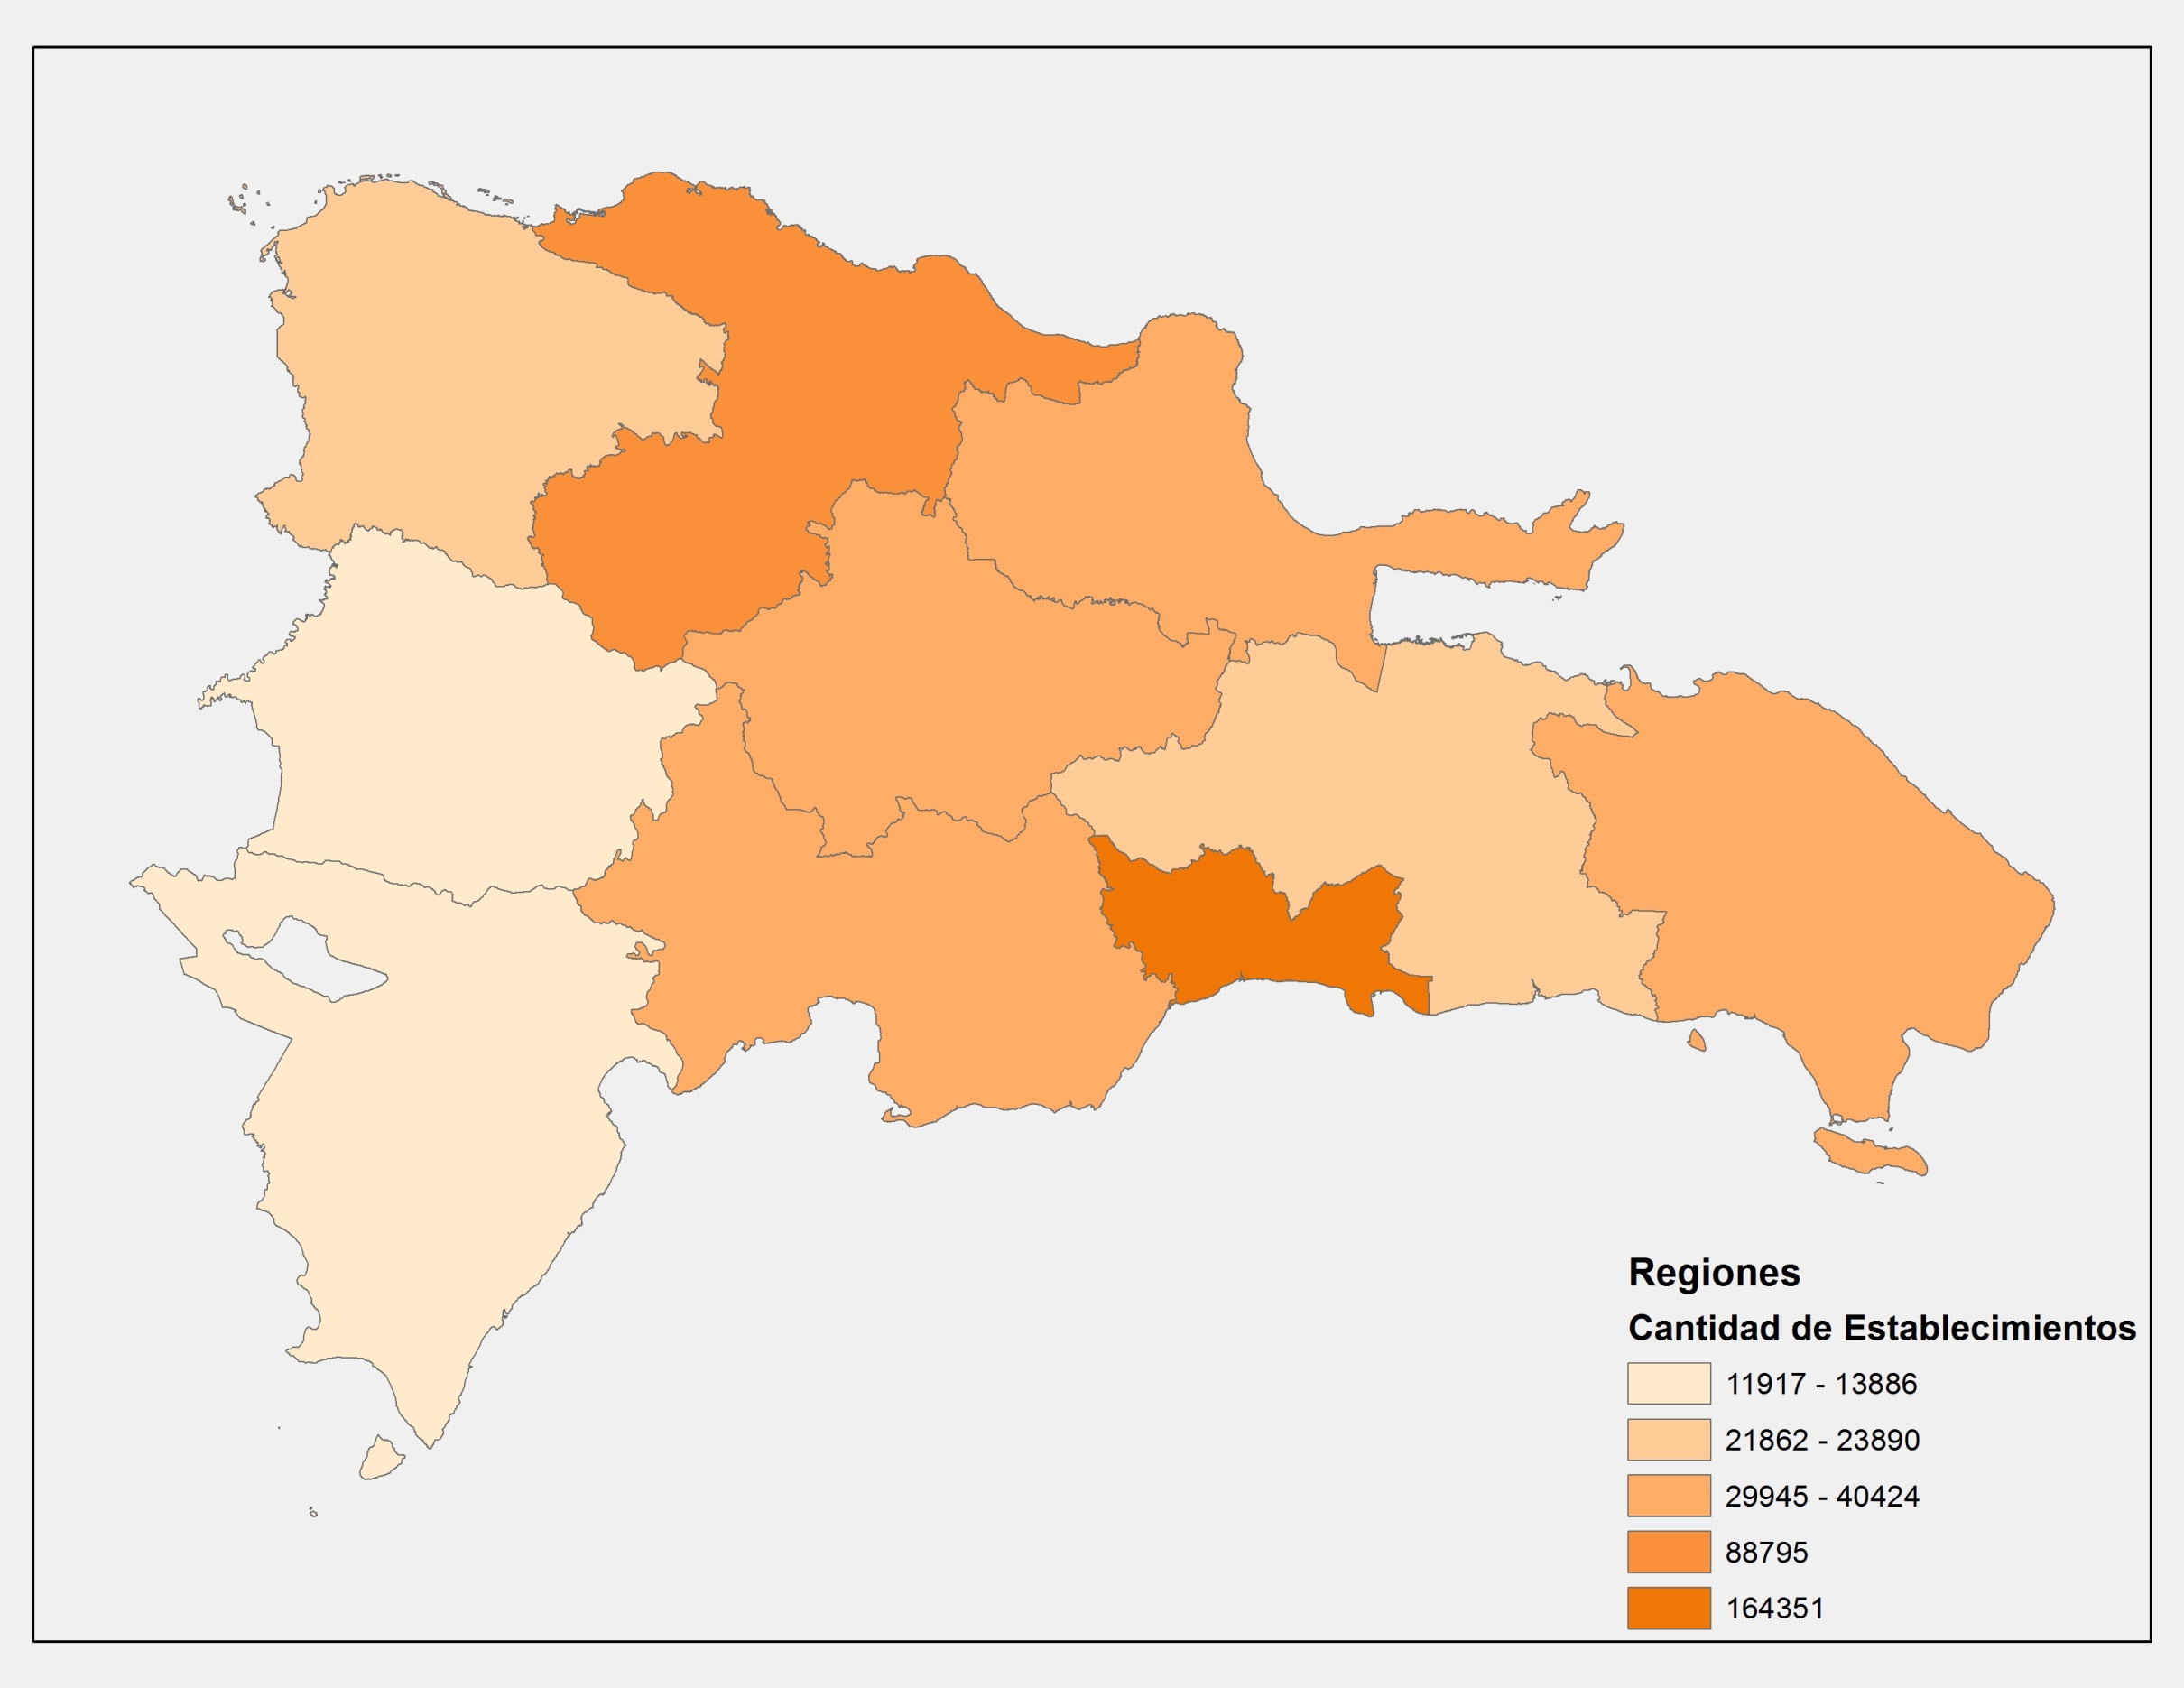 Regiones
Cantidad de Establecimientos
11917 - 13886
21862 - 23890
29945 - 40424
88795
164351